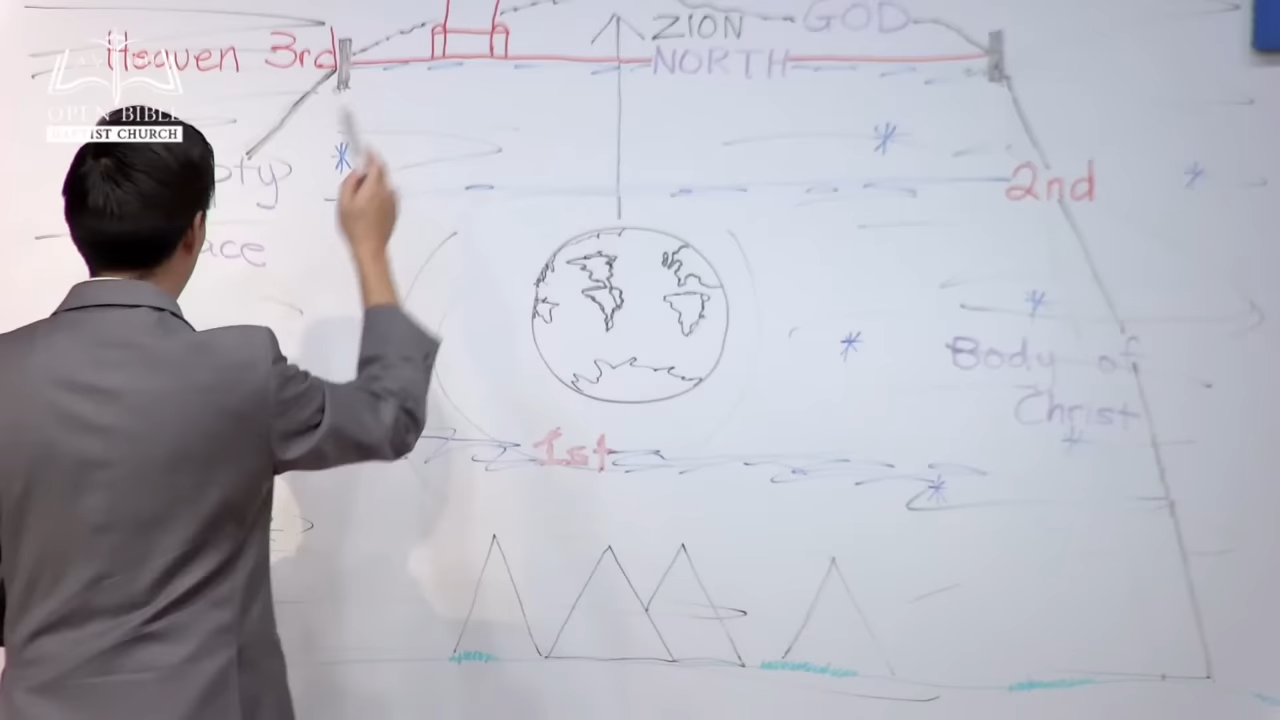 ZION GOD
Heaven 3rd
NORTH
OPEN BIBLE
BAPTIST CHURCH
2nd
Body of
Christ
1st